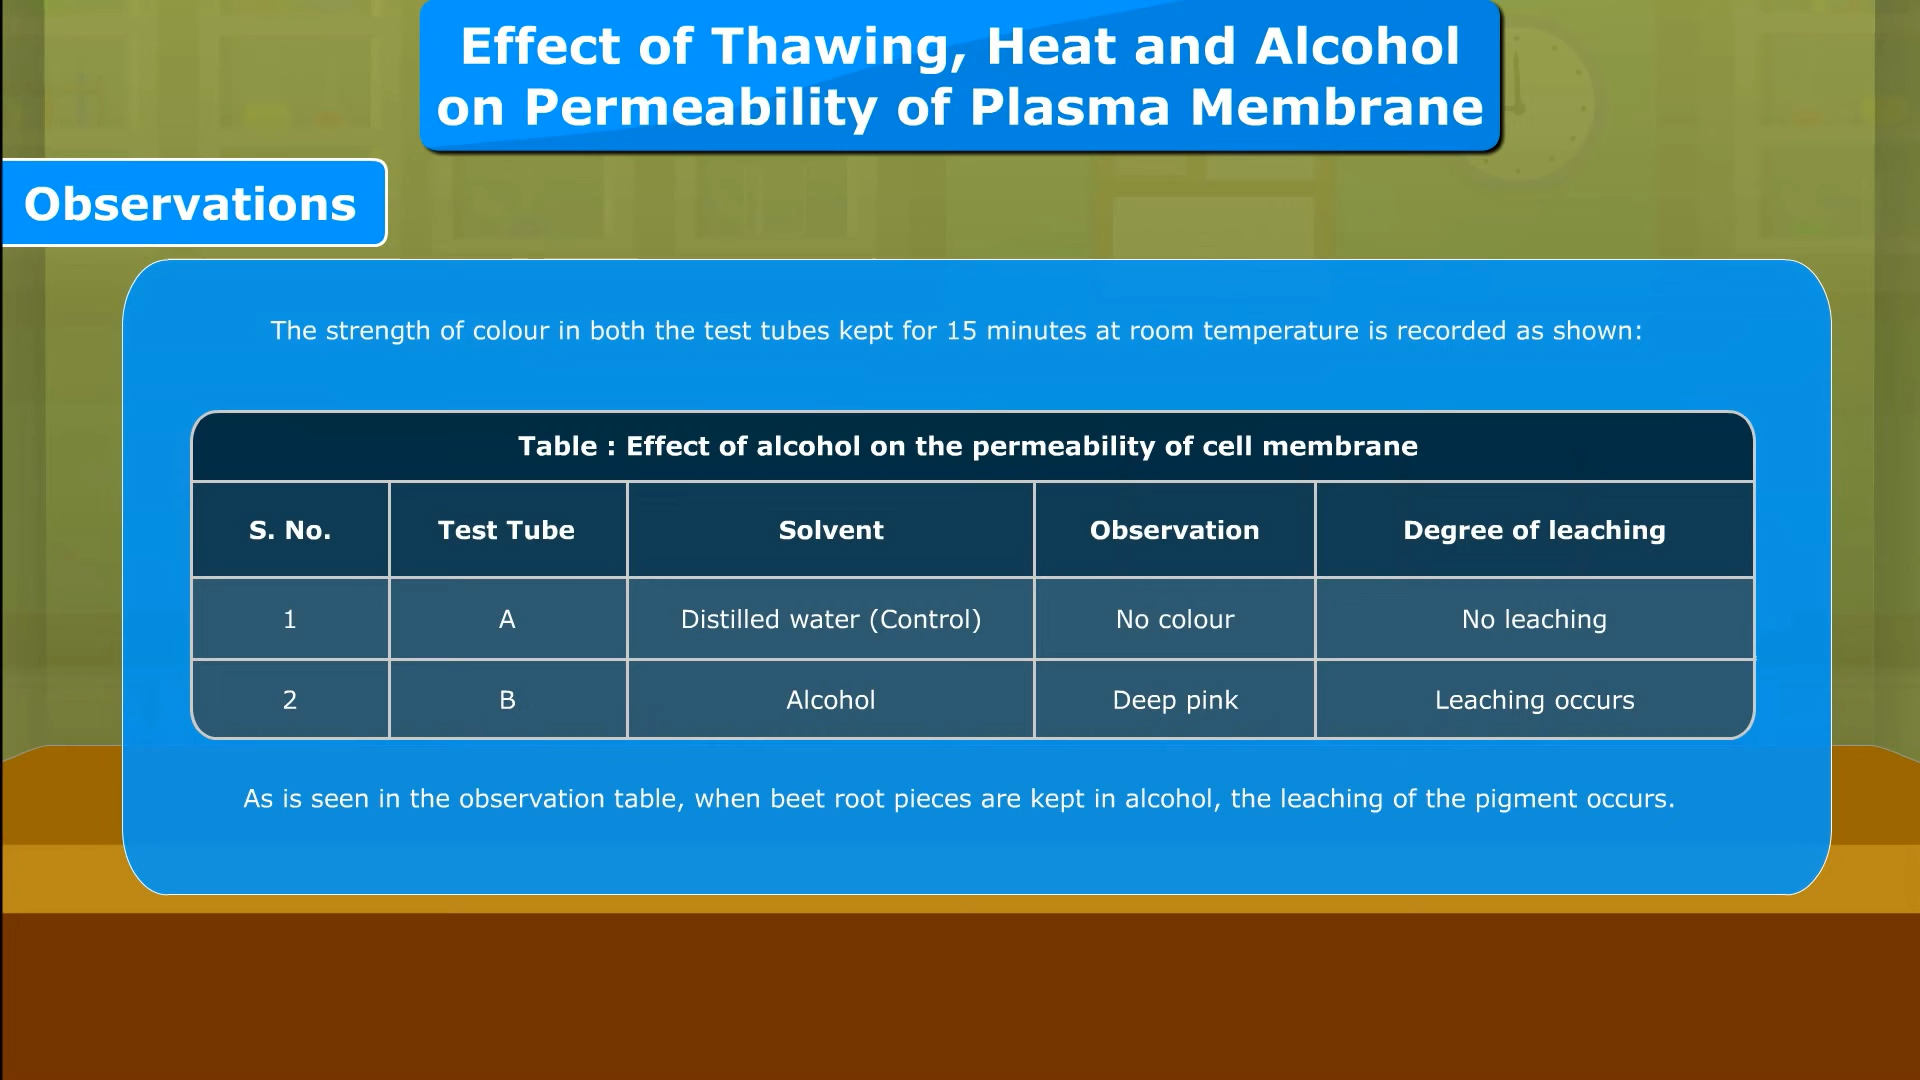 Effect of Thawing, Heat and Alcohol
on Permeability of Plasma Membrane
Observations
The strength of colour in both the test tubes kept for 15 minutes at room temperature is recorded as shown:
Table : Effect of alcohol on the permeability of cell membrane
S. No. Test Tube Solvent Observation Degree of leaching
1 A Distilled water (Control) No colour No leaching
2 B Alcohol Deep pink Leaching occurs
As is seen in the observation table, when beet root pieces are kept in alcohol, the leaching of the pigment occurs.